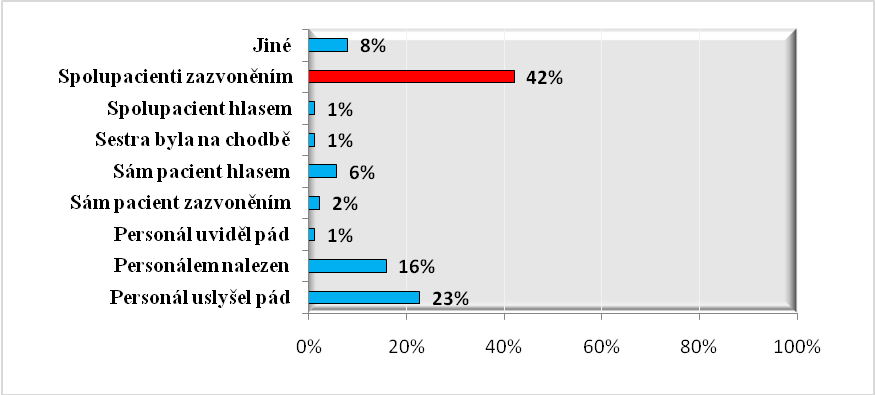 Jiné 8%
Spolupacienti zazvoněním 42%
Spolupacient hlasem 1%
Sestra byla na chodbě 1%
Sám pacient hlasem 6%
Sám pacient zazvoněním 2%
Personál uviděl pád 1%
Personálem nalezen 16%
Personál uslyšel pád 23%
0% 20% 40% 60% 80% 100%